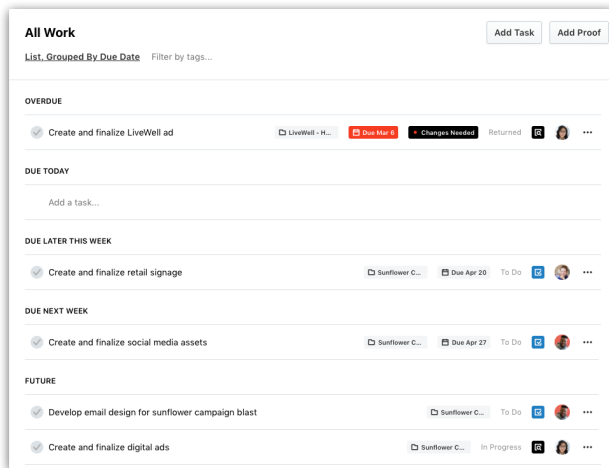 All Work
Add Task
Add Proof
List, Grouped By Due Date
Filter by tags...
OVERDUE
Create and finalize LiveWell ad
LiveWell - H...
Due Mar 6
Changes Needed
Returned
DUE TODAY
Add a task...
DUE LATER THIS WEEK
Create and finalize retail signage
Sunflower C...
Due Apr 20
To Do
DUE NEXT WEEK
Create and finalize social media assets
Sunflower C...
Due Apr 27
To Do
FUTURE
Develop email design for sunflower campaign blast
Sunflower C...
To Do
Create and finalize digital ads
Sunflower C...
In Progress